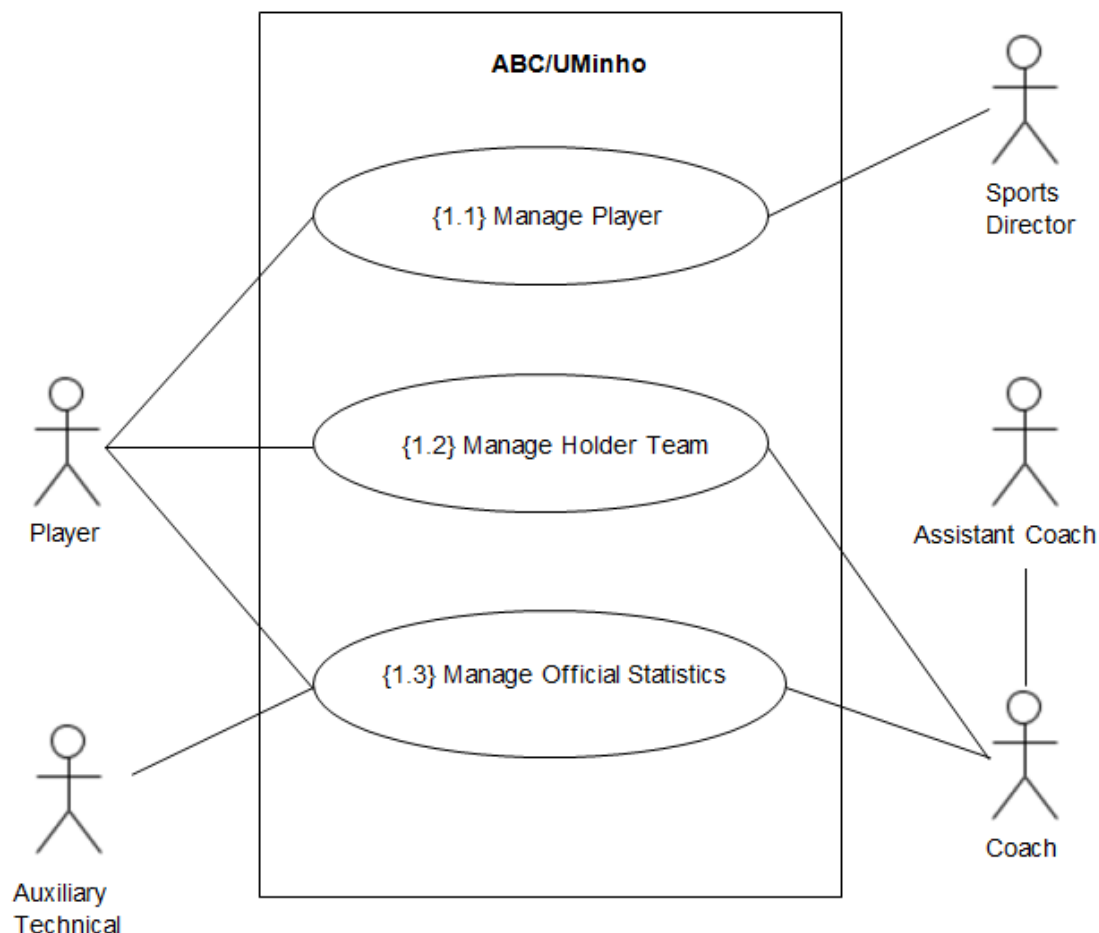 ABC/UMinho
Sports
Director
{1.1} Manage Player
{1.2} Manage Holder Team
Player
Assistant Coach
{1.3} Manage Official Statistics
Coach
Auxiliary
Technical